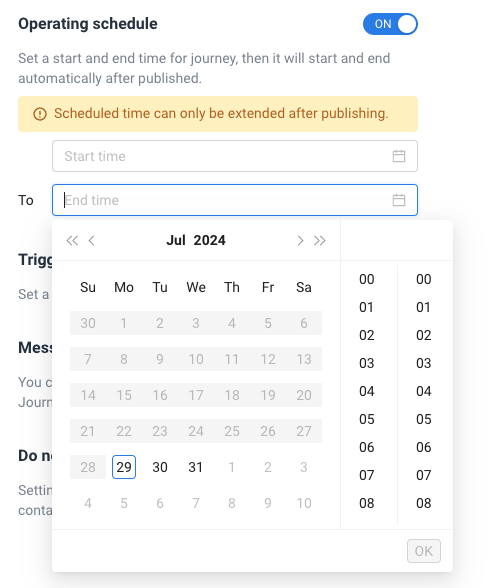 Operating schedule ON
Set a start and end time for journey, then it will start and end
automatically after published.
Scheduled time can only be extended after publishing.
Start time
To End time
Jul 2024
Su Mo Tu We Th Fr Sa
30 1 2 3 4 5 6
7 8 9 10 11 12 13
14 15 16 17 18 19 20
21 22 23 24 25 26 27
28 29 30 31 1 2 3
4 5 6 7 8 9 10
00 00
01 01
02 02
03 03
04 04
05 05
06 06
07 07
08 08
OK
Trigg
Set a
Mess
You c
Journ
Do n
Settin
conta